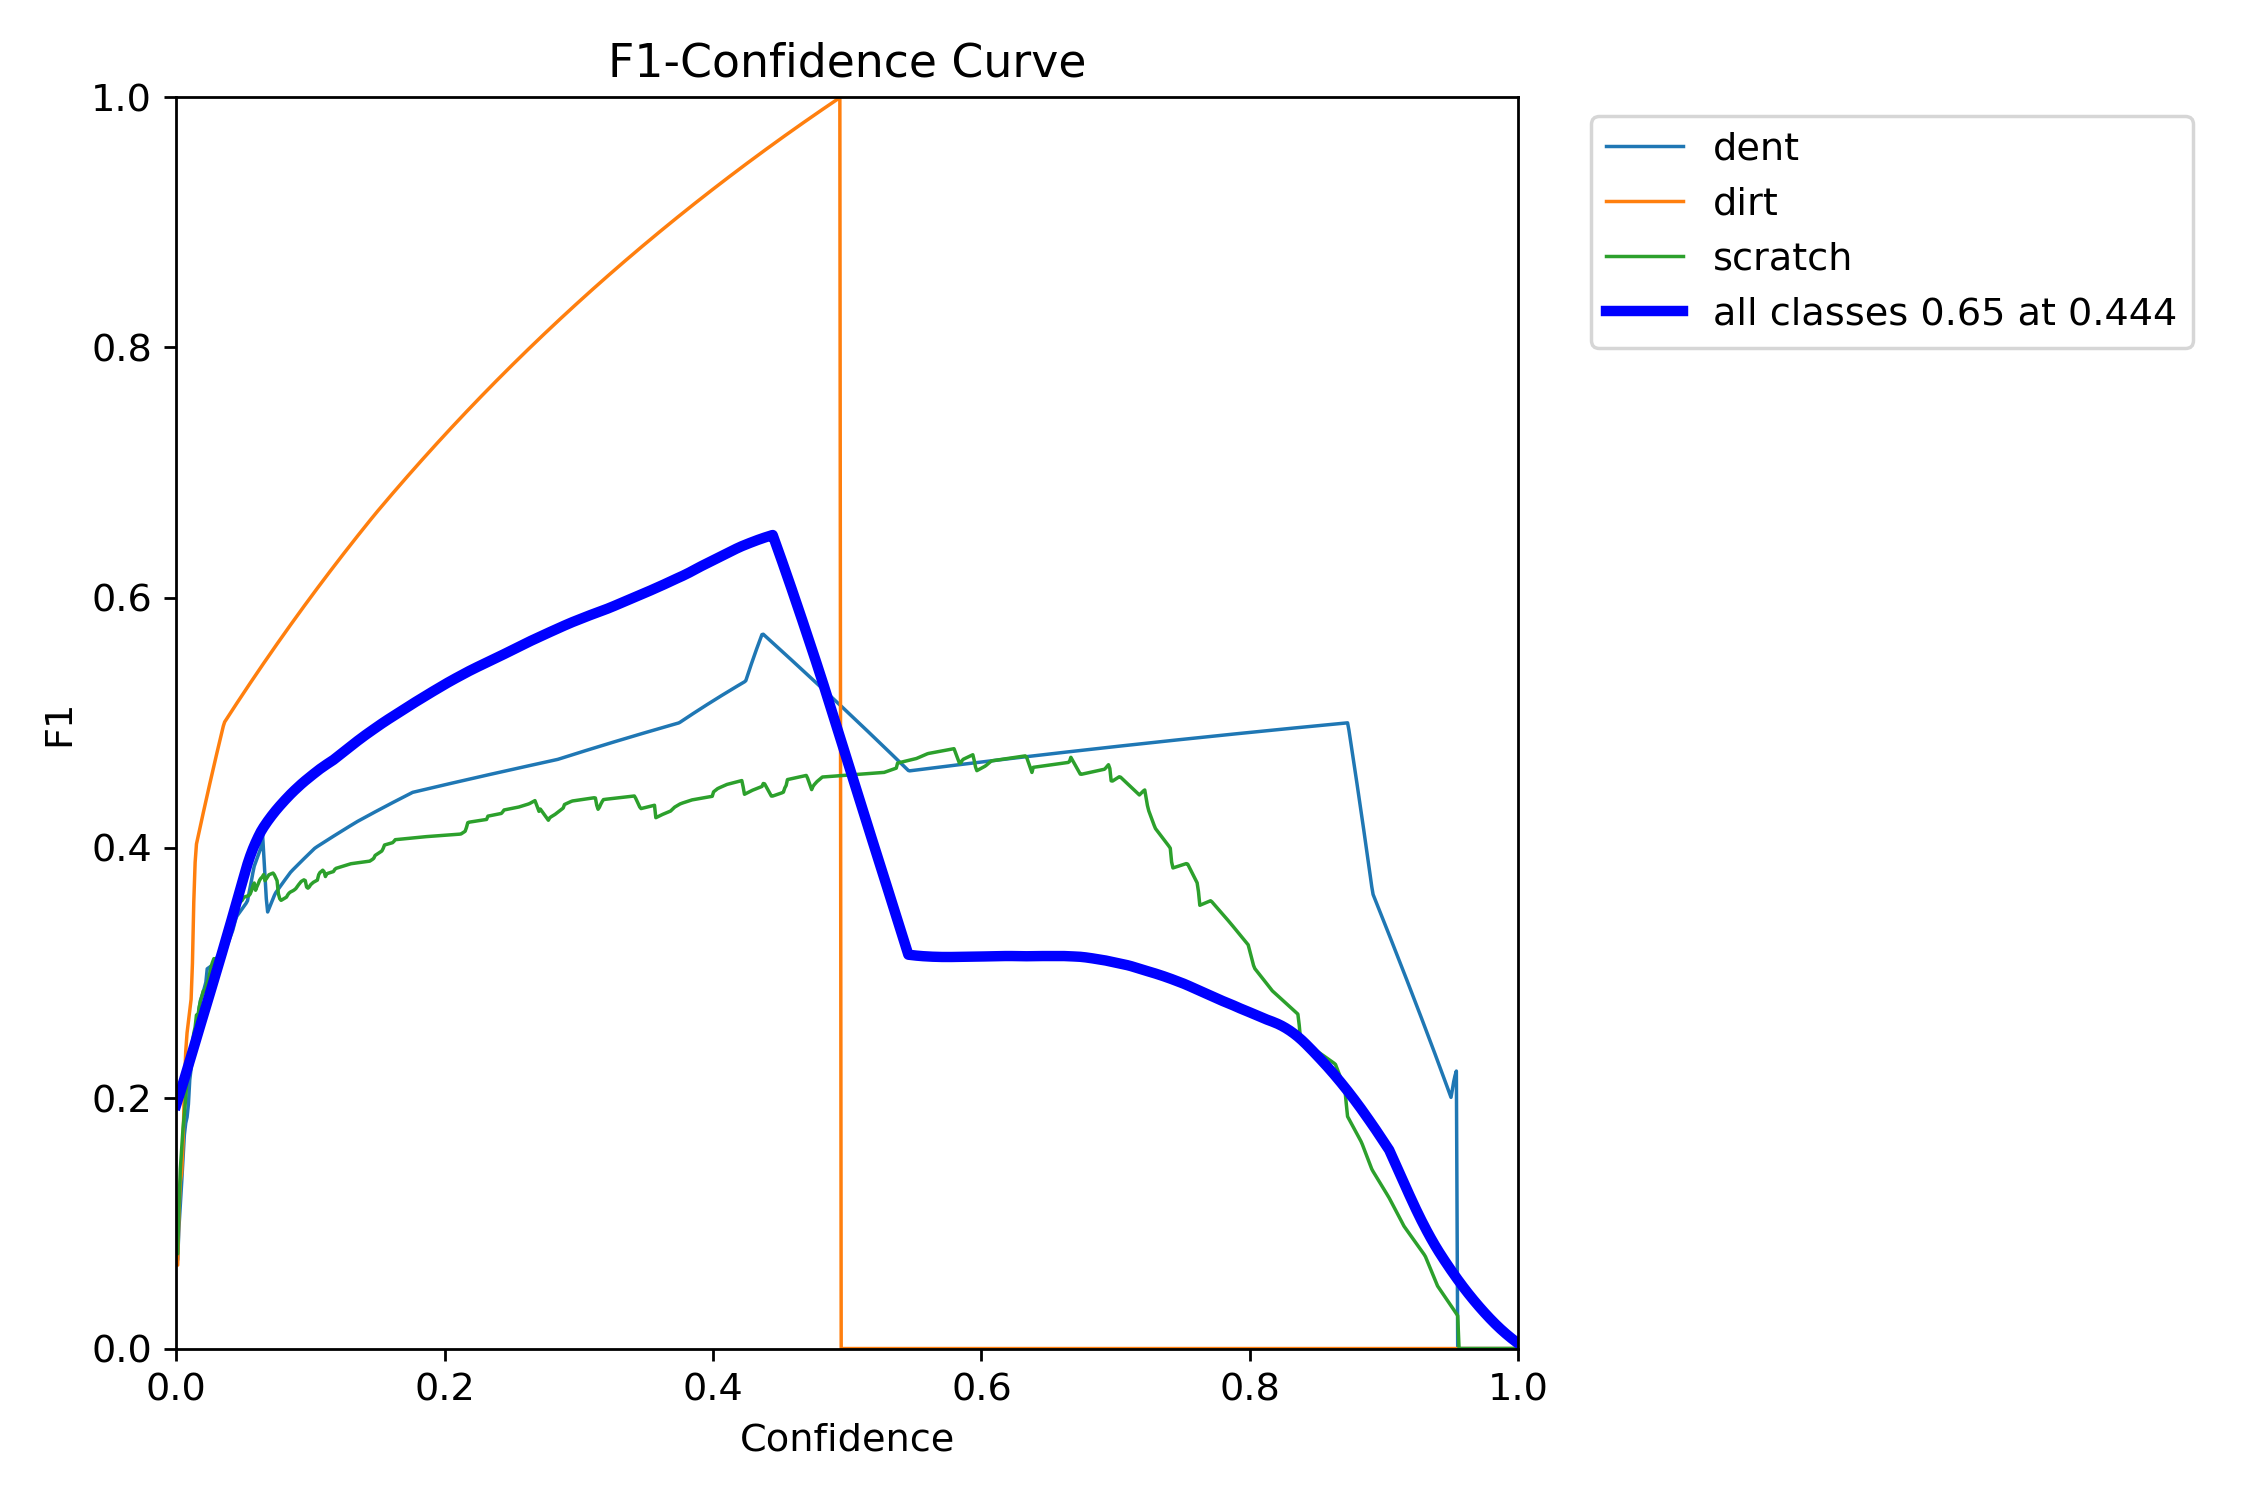 F1-Confidence Curve
1.0
0.8
0.6
0.4
0.2
0.0
F1
0.0 0.2 0.4 0.6 0.8 1.0
Confidence
dent
dirt
scratch
all classes 0.65 at 0.444